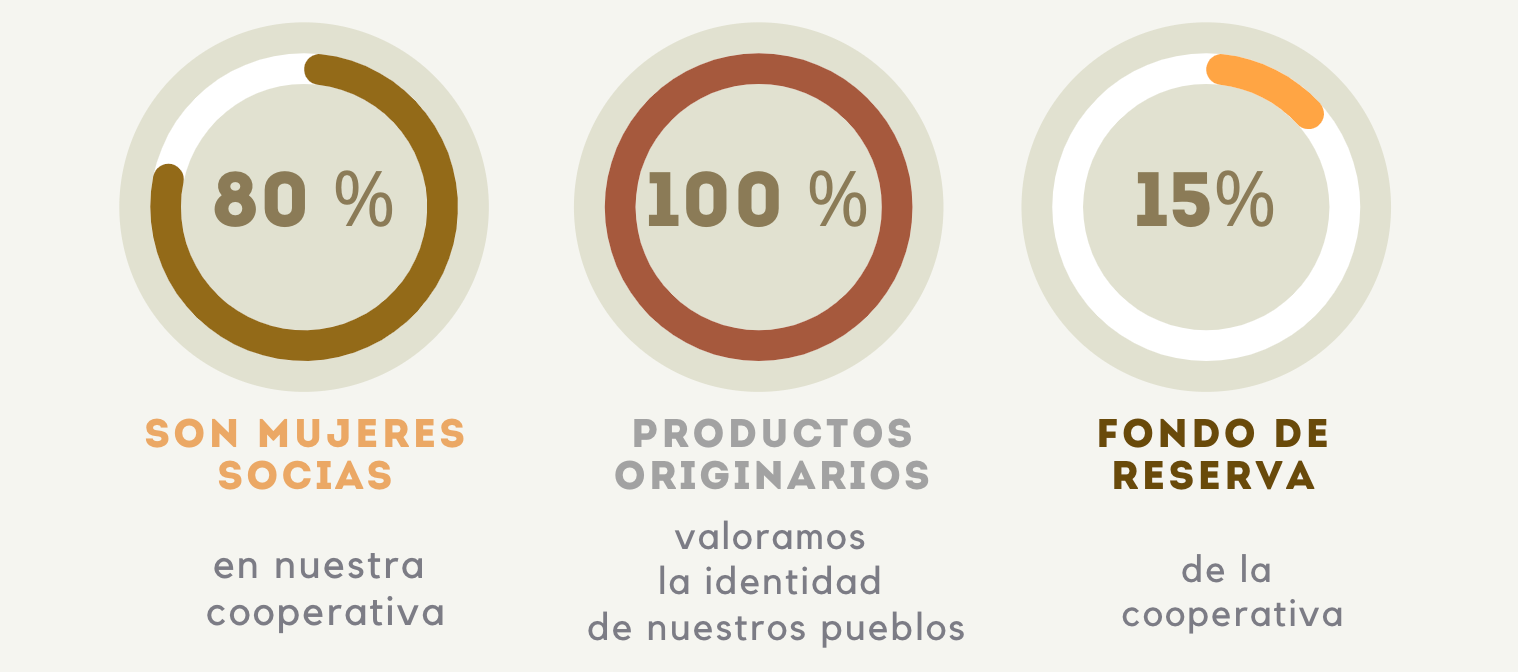 80 %
SON MUJERES
SOCIAS
en nuestra
cooperativa
100 %
PRODUCTOS
ORIGINARIOS
valoramos
la identidad
de nuestros pueblos
15%
FONDO DE
RESERVA
de la
cooperativa